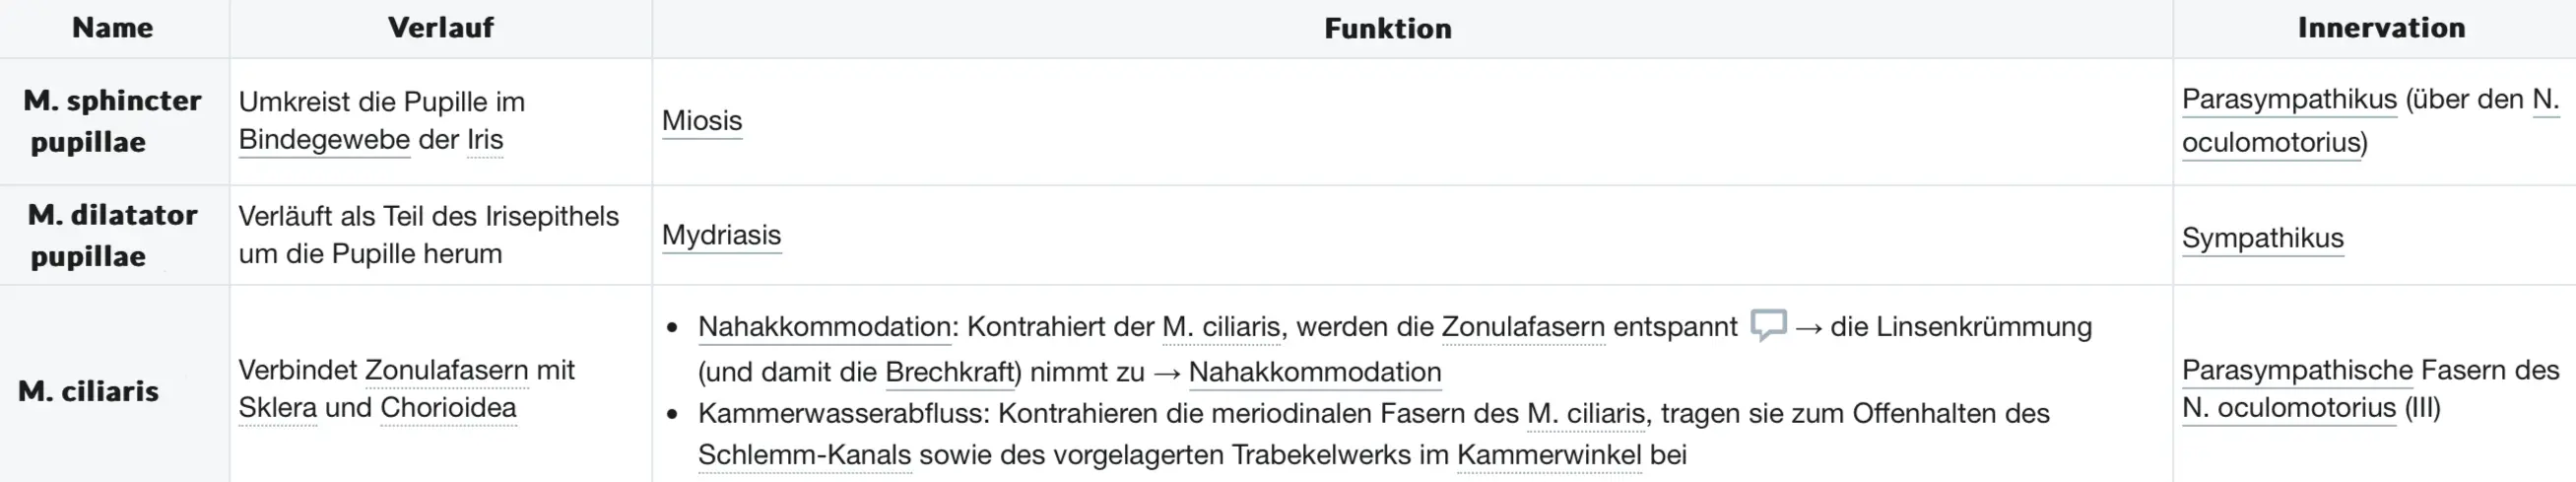 Name Verlauf Funktion Innervation
M. sphincter
pupillae
Umkreist die Pupille im
Bindegewebe der Iris
Miosis
Parasympathikus (über den N.
oculomotorius)
M. dilatator
pupillae
Verläuft als Teil des Irisepithels
um die Pupille herum
Mydriasis
Sympathikus
M. ciliaris
Verbindet Zonulafasern mit
Sklera und Chorioidea
• Nahakkommodation: Kontrahiert der M. ciliaris, werden die Zonulafasern entspannt → die Linsenkrümmung
(und damit die Brechkraft) nimmt zu → Nahakkommodation
• Kammerwasserabfluss: Kontrahieren die meriodinalen Fasern des M. ciliaris, tragen sie zum Offenhalten des
Schlemm-Kanals sowie des vorgelagerten Trabekelwerks im Kammerwinkel bei
Parasympathische Fasern des
N. oculomotorius (III)